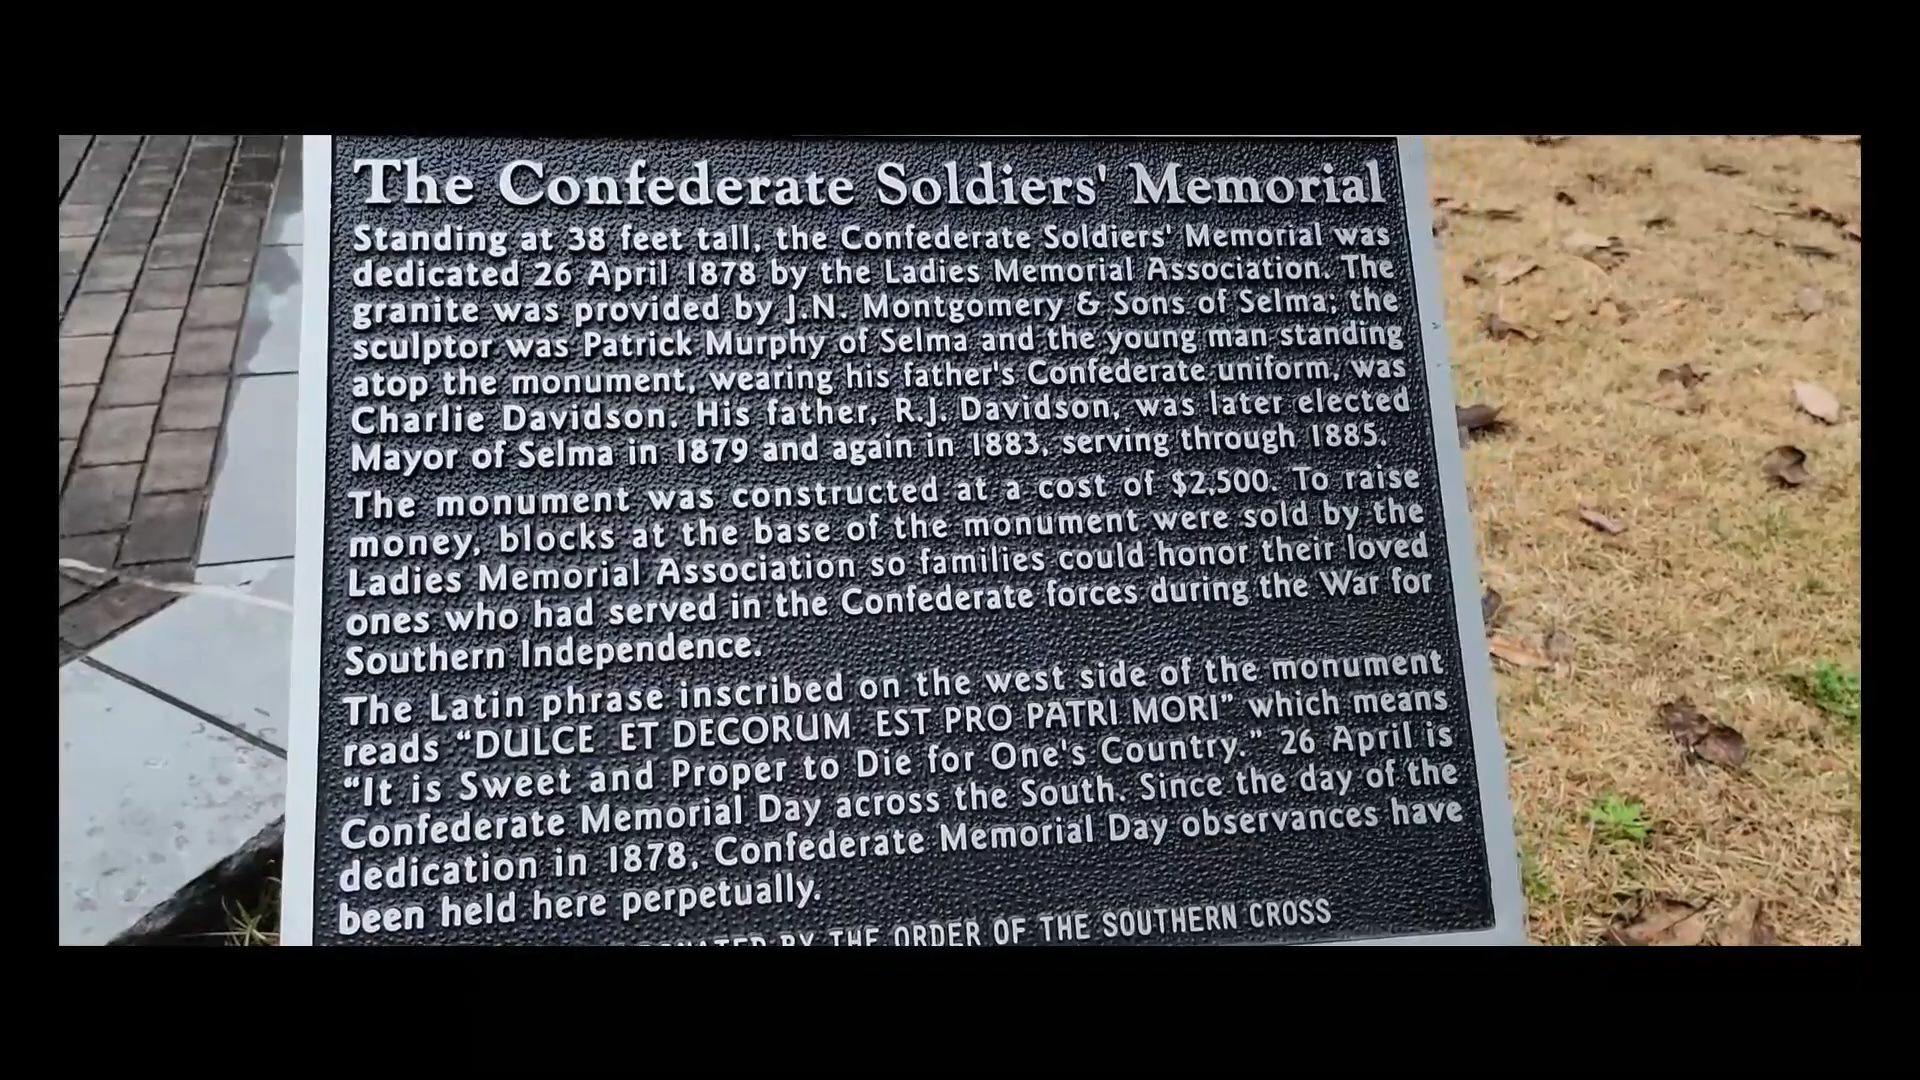 The Confederate Soldiers' Memorial
Standing at 38 feet tall, the Confederate Soldiers' Memorial was
dedicated 26 April 1878 by the Ladies Memorial Association. The
granite was provided by J.N. Montgomery & Sons of Selma; the
sculptor was Patrick Murphy of Selma and the young man standing
atop the monument, wearing his father's Confederate uniform, was
Charlie Davidson. His father, R.J. Davidson, was later elected
Mayor of Selma in 1879 and again in 1883, serving through 1885.
The monument was constructed at a cost of $2,500. To raise
money, blocks at the base of the monument were sold by the
Ladies Memorial Association so families could honor their loved
ones who had served in the Confederate forces during the War for
Southern Independence.
The Latin phrase inscribed on the west side of the monument
reads “DULCE ET DECORUM EST PRO PATRI MORI” which means
“It is Sweet and Proper to Die for One's Country.” 26 April is
Confederate Memorial Day across the South. Since the day of the
dedication in 1878, Confederate Memorial Day observances have
been held here perpetually.
DONATED BY THE ORDER OF THE SOUTHERN CROSS